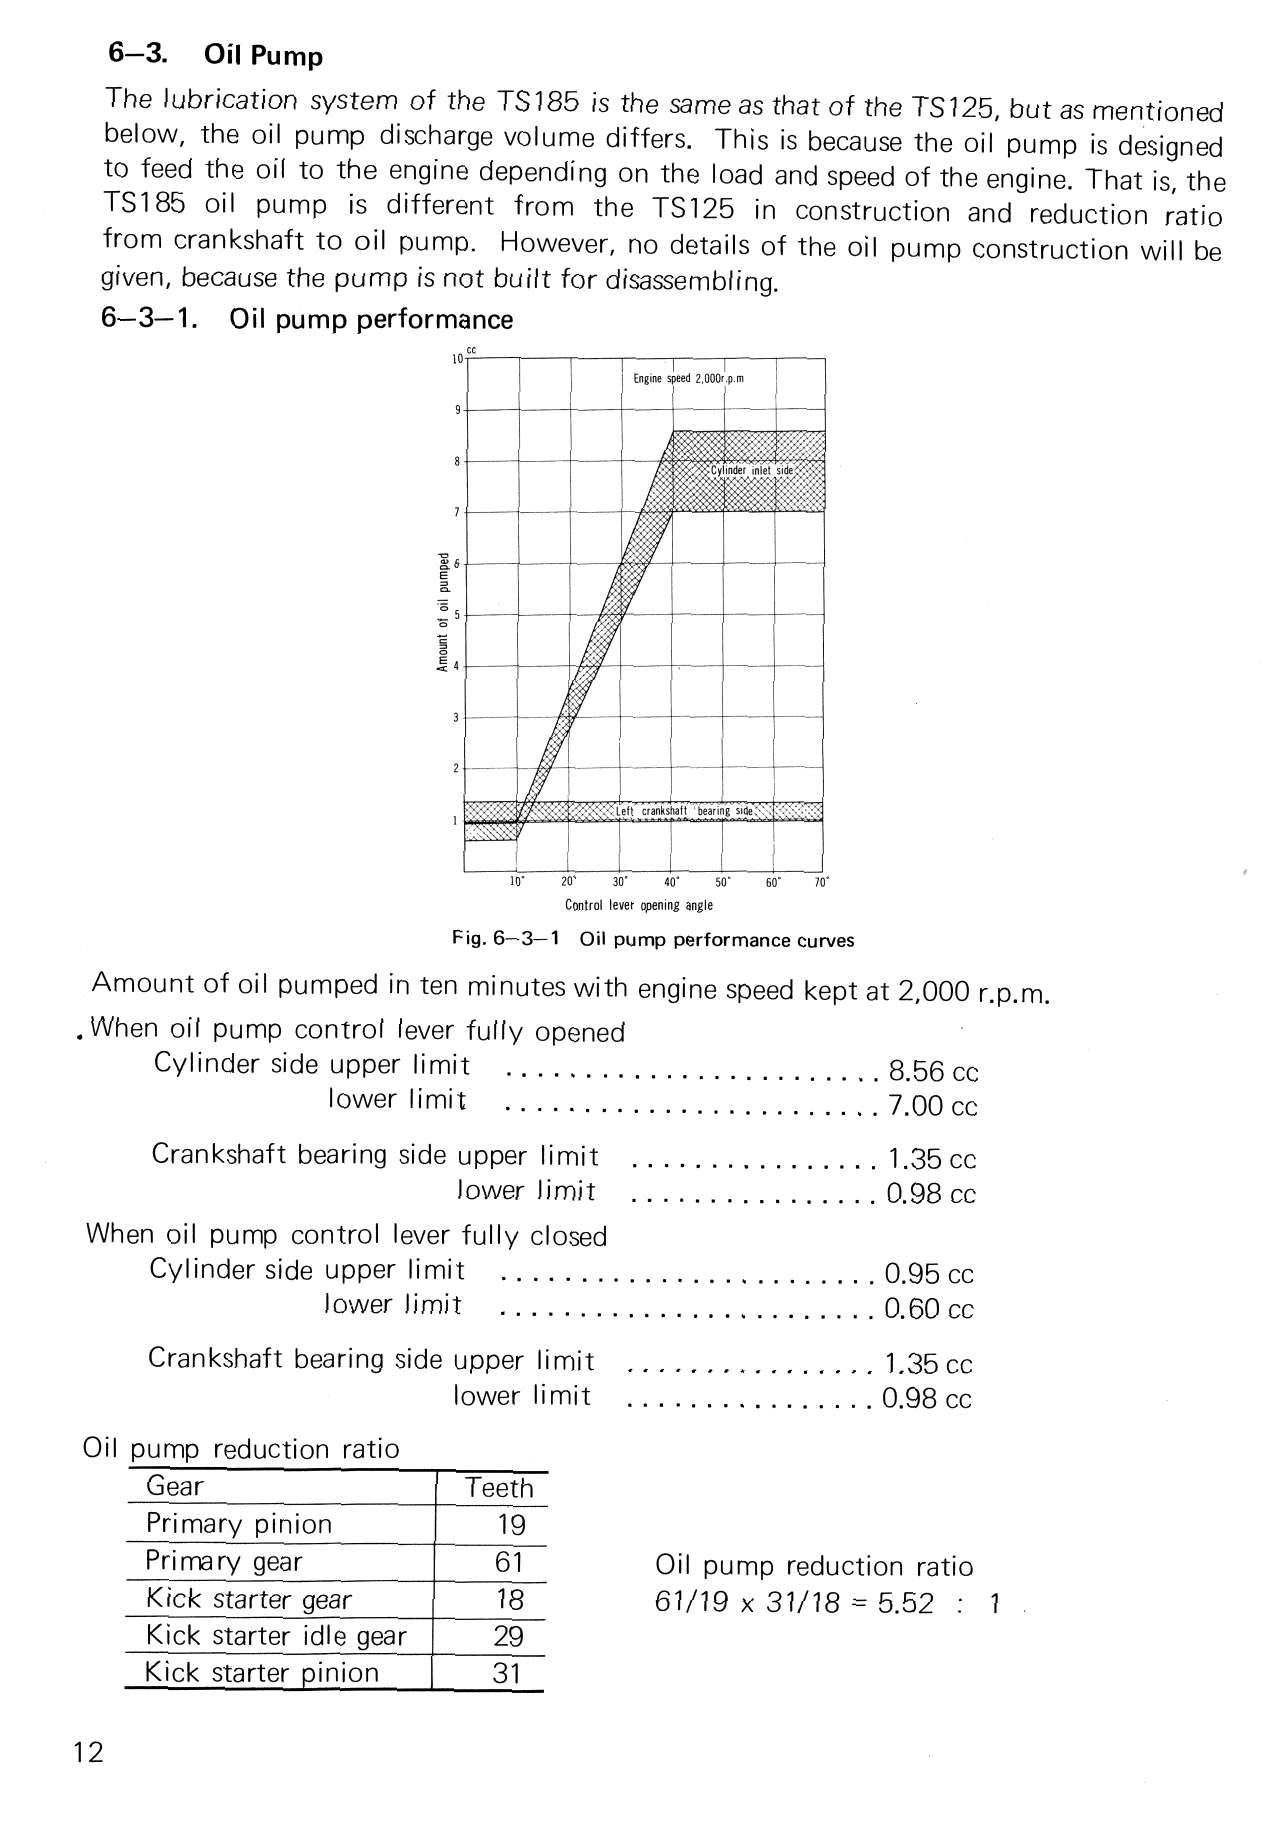 6–3. Oil Pump
The lubrication system of the TS185 is the same as that of the TS125, but as mentioned
below, the oil pump discharge volume differs. This is because the oil pump is designed
to feed the oil to the engine depending on the load and speed of the engine. That is, the
TS185 oil pump is different from the TS125 in construction and reduction ratio
from crankshaft to oil pump. However, no details of the oil pump construction will be
given, because the pump is not built for disassembling.
6–3–1. Oil pump performance
cc
10
Engine speed 2,000r.p.m
9
8
Cylinder inlet side
7
6
5
4
3
2
1
Amount of oil pumped
Left crankshaft bearing side
10° 20° 30° 40° 50° 60° 70°
Control lever opening angle
Fig. 6–3–1 Oil pump performance curves
Amount of oil pumped in ten minutes with engine speed kept at 2,000 r.p.m.
. When oil pump control lever fully opened
Cylinder side upper limit . . . . . . . . . . . . . . . . . . . . . . . . 8.56 cc
lower limit . . . . . . . . . . . . . . . . . . . . . . . . 7.00 cc
Crankshaft bearing side upper limit . . . . . . . . . . . . . . . . 1.35 cc
lower limit . . . . . . . . . . . . . . . . 0.98 cc
When oil pump control lever fully closed
Cylinder side upper limit . . . . . . . . . . . . . . . . . . . . . . . . 0.95 cc
lower limit . . . . . . . . . . . . . . . . . . . . . . . . 0.60 cc
Crankshaft bearing side upper limit . . . . . . . . . . . . . . . . 1.35 cc
lower limit . . . . . . . . . . . . . . . . 0.98 cc
Oil pump reduction ratio
Gear Teeth
Primary pinion 19
Primary gear 61
Kick starter gear 18
Kick starter idle gear 29
Kick starter pinion 31
Oil pump reduction ratio
61/19 x 31/18 = 5.52 : 1
12